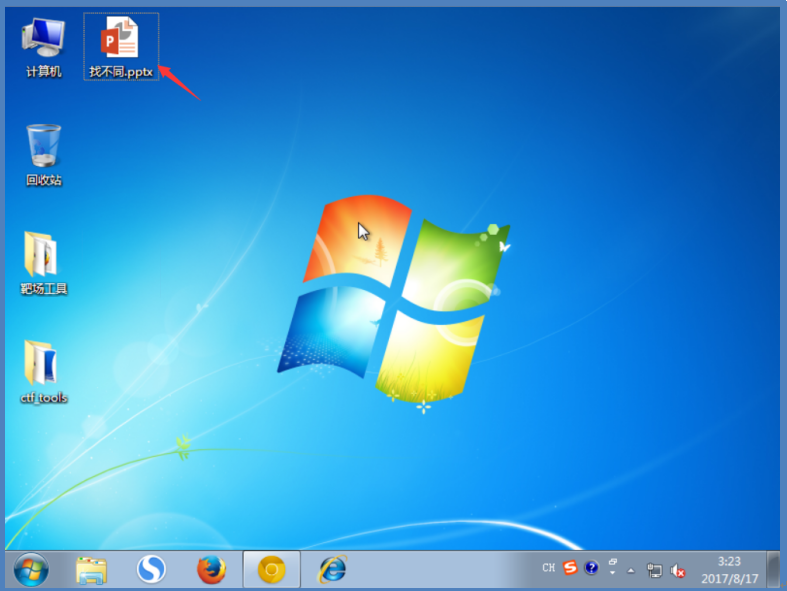 计算机
P
找不同.pptx
回收站
靶场工具
ctf_tools
CH
S
?
3:23
2017/8/17